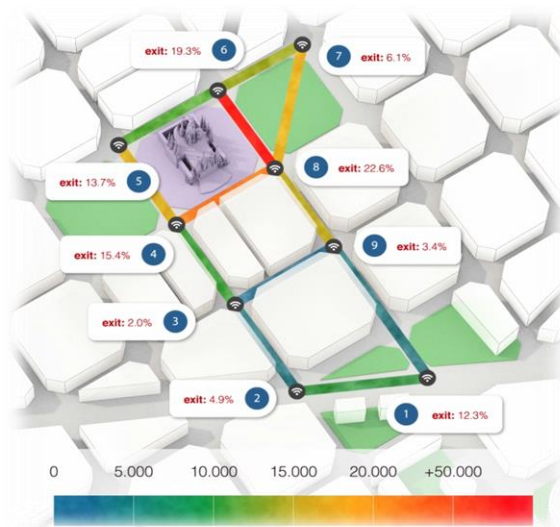 exit: 19.3% 6
7 exit: 6.1%
exit: 13.7% 5
8 exit: 22.6%
exit: 15.4% 4
9 exit: 3.4%
exit: 2.0% 3
exit: 4.9% 2
1 exit: 12.3%
0 5.000 10.000 15.000 20.000 +50.000